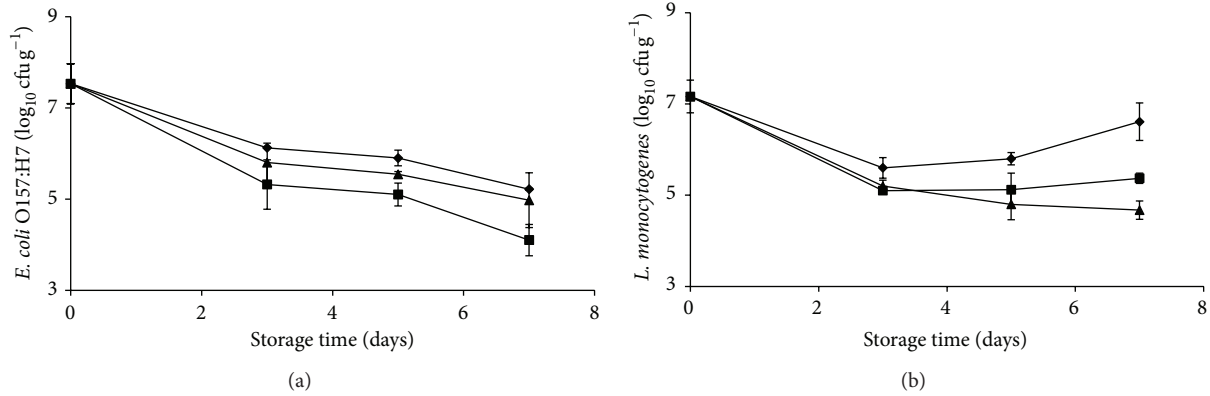 9
7
5
3
E. coli O157:H7 (log₁₀ cfu g⁻¹)
0 2 4 6 8
Storage time (days)
(a)
9
7
5
3
L. monocytogenes (log₁₀ cfu g⁻¹)
0 2 4 6 8
Storage time (days)
(b)